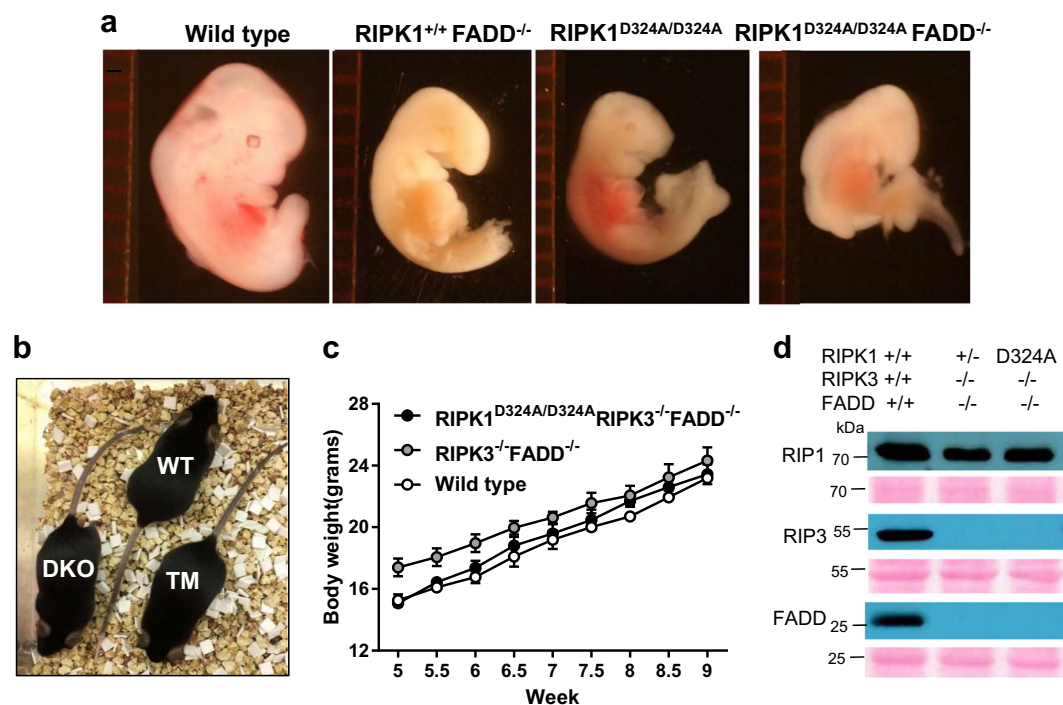 a
Wild type
RIPK1+/+ FADD-/-
RIPK1D324A/D324A
RIPK1D324A/D324A FADD-/-
b
WT
DKO
TM
c
Body weight(grams)
28
24
20
16
12
RIPK1D324A/D324ARIPK3-/-FADD-/-
RIPK3-/-FADD-/-
Wild type
5 5.5 6 6.5 7 7.5 8 8.5 9
Week
d
RIPK1 +/+ +/- D324A
RIPK3 +/+ -/- -/-
FADD +/+ -/- -/-
kDa
RIP1 70
70
RIP3 55
55
FADD 25
25